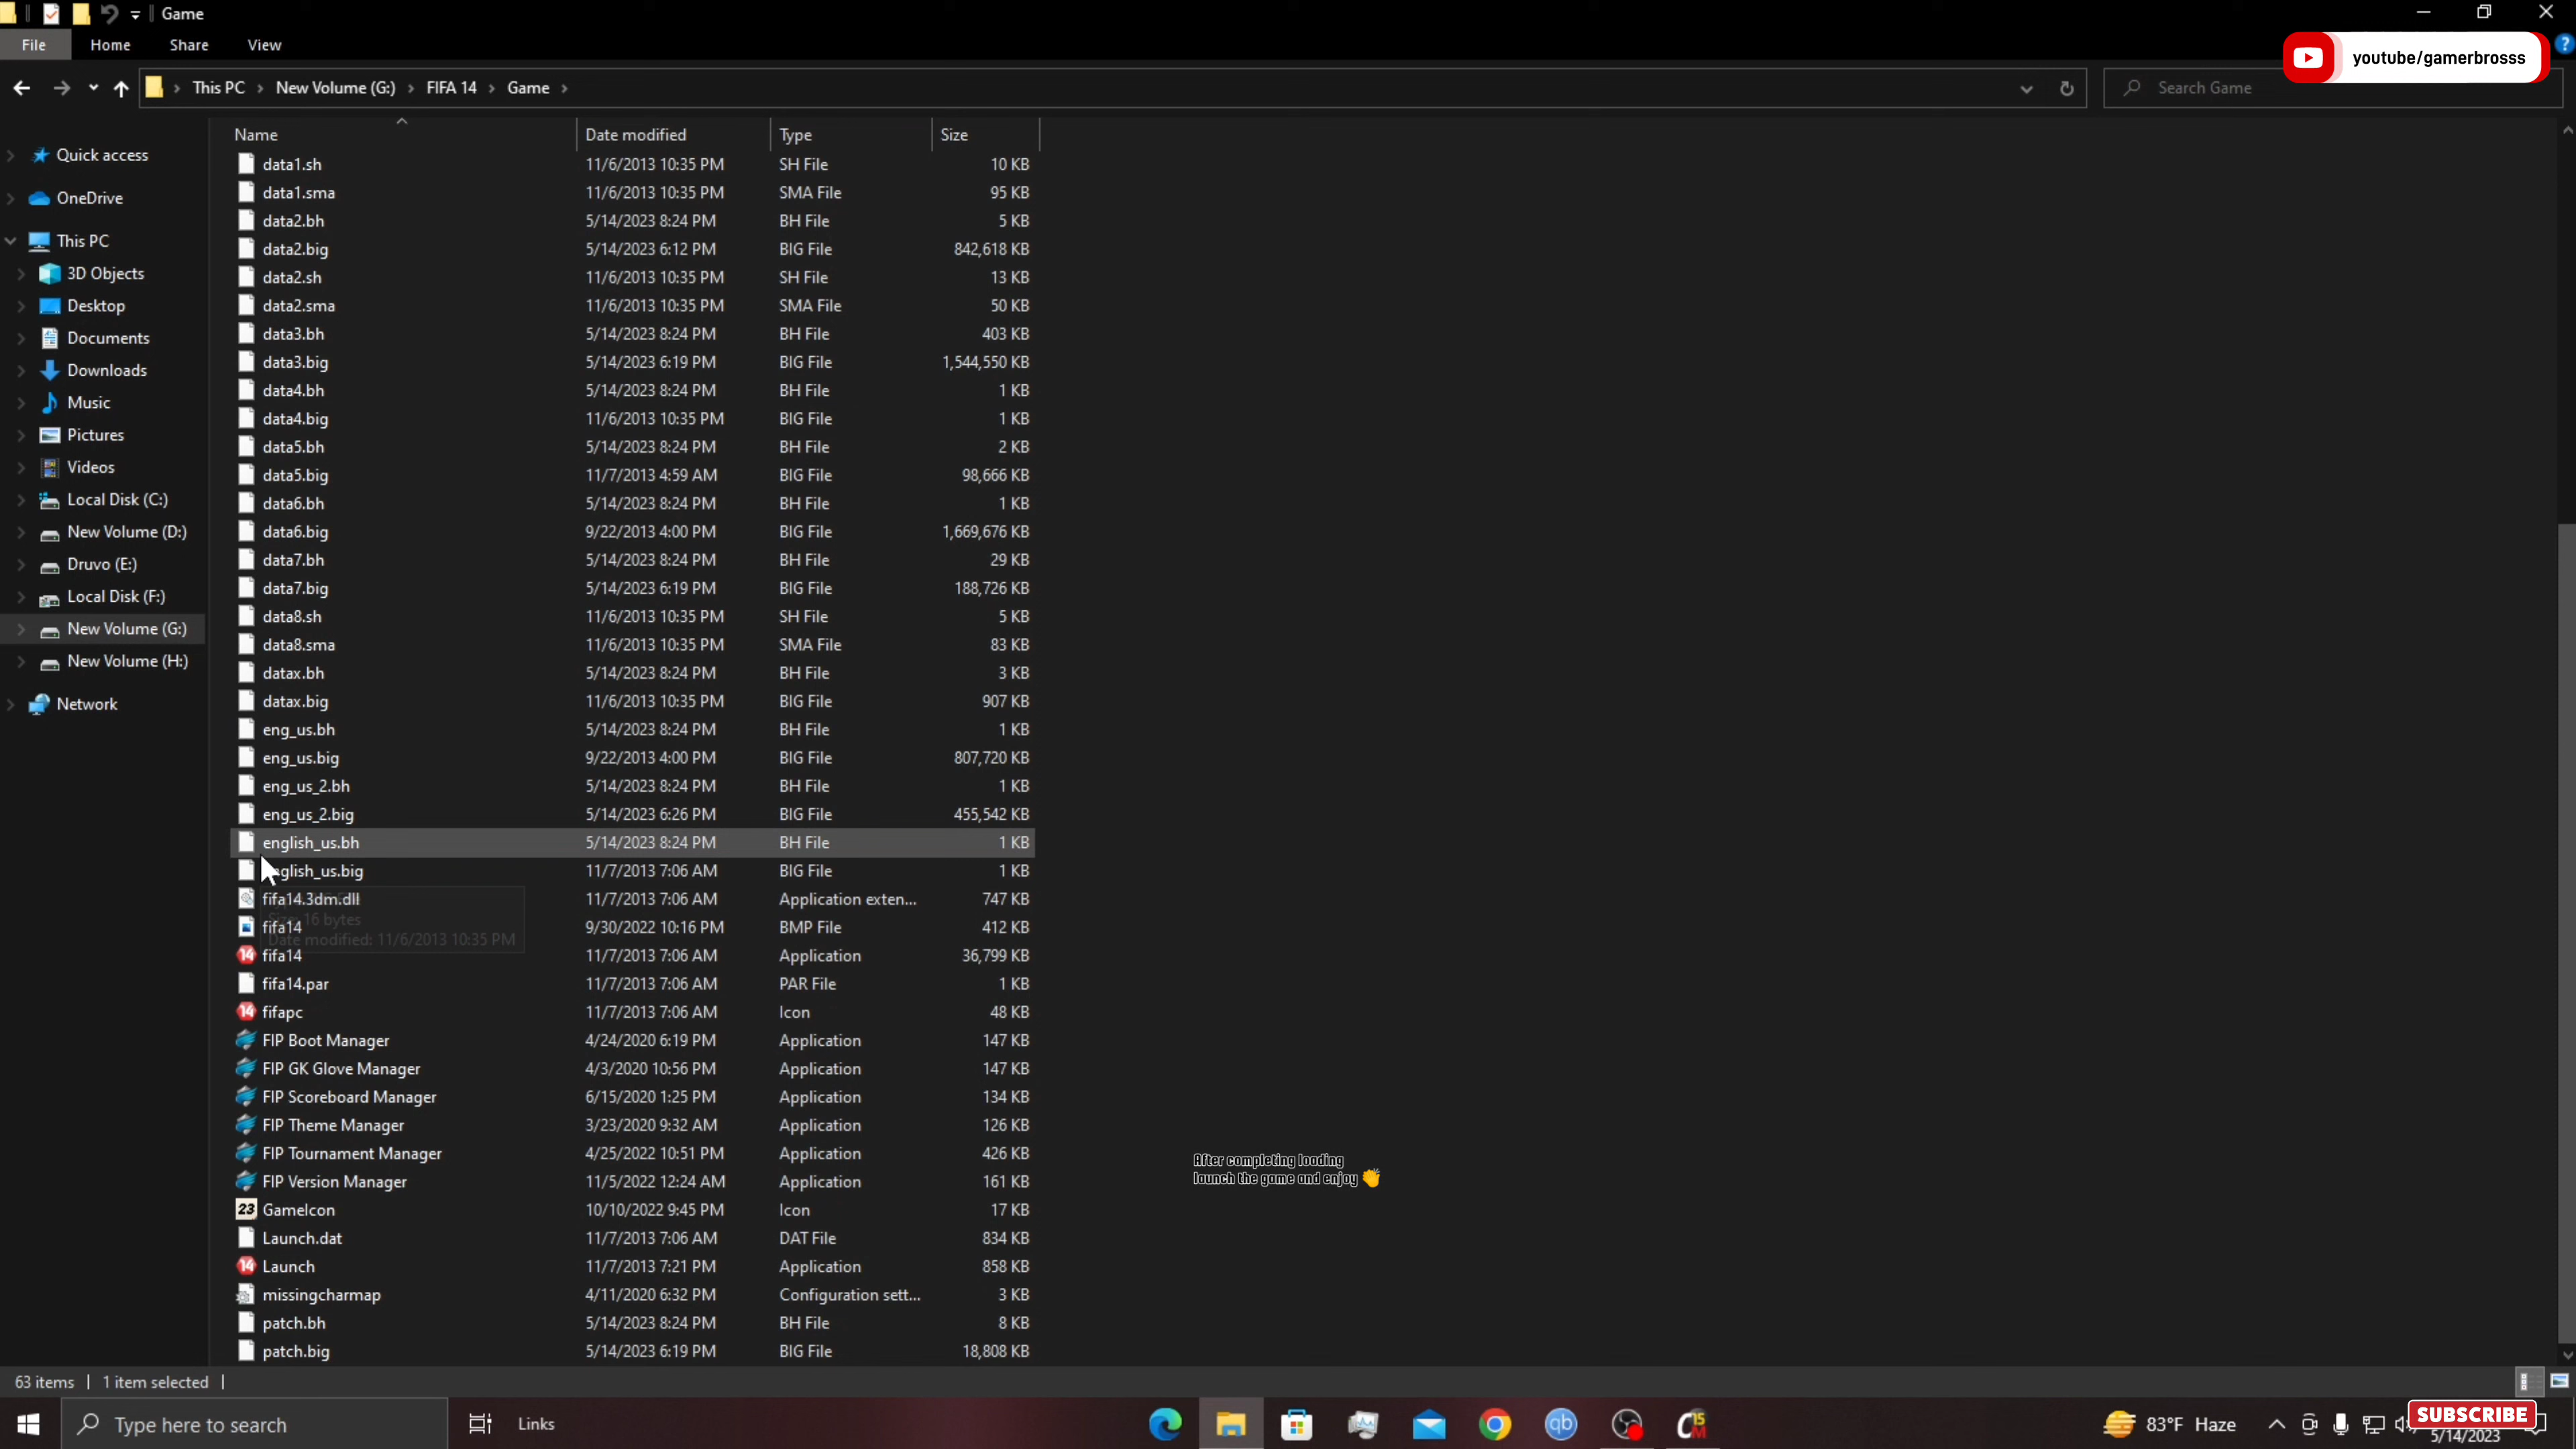 Game
File Home Share View
youtube/gamerbrosss
This PC New Volume (G:) FIFA 14 Game
Search Game
Name Date modified Type Size
Quick access
OneDrive
This PC
3D Objects
Desktop
Documents
Downloads
Music
Pictures
Videos
Local Disk (C:)
New Volume (D:)
Druvo (E:)
Local Disk (F:)
New Volume (G:)
New Volume (H:)
Network
data1.sh 11/6/2013 10:35 PM SH File 10 KB
data1.sma 11/6/2013 10:35 PM SMA File 95 KB
data2.bh 5/14/2023 8:24 PM BH File 5 KB
data2.big 5/14/2023 6:12 PM BIG File 842,618 KB
data2.sh 11/6/2013 10:35 PM SH File 13 KB
data2.sma 11/6/2013 10:35 PM SMA File 50 KB
data3.bh 5/14/2023 8:24 PM BH File 403 KB
data3.big 5/14/2023 6:19 PM BIG File 1,544,550 KB
data4.bh 5/14/2023 8:24 PM BH File 1 KB
data4.big 11/6/2013 10:35 PM BIG File 1 KB
data5.bh 5/14/2023 8:24 PM BH File 2 KB
data5.big 11/7/2013 4:59 AM BIG File 98,666 KB
data6.bh 5/14/2023 8:24 PM BH File 1 KB
data6.big 9/22/2013 4:00 PM BIG File 1,669,676 KB
data7.bh 5/14/2023 8:24 PM BH File 29 KB
data7.big 5/14/2023 6:19 PM BIG File 188,726 KB
data8.sh 11/6/2013 10:35 PM SH File 5 KB
data8.sma 11/6/2013 10:35 PM SMA File 83 KB
datax.bh 5/14/2023 8:24 PM BH File 3 KB
datax.big 11/6/2013 10:35 PM BIG File 907 KB
eng_us.bh 5/14/2023 8:24 PM BH File 1 KB
eng_us.big 9/22/2013 4:00 PM BIG File 807,720 KB
eng_us_2.bh 5/14/2023 8:24 PM BH File 1 KB
eng_us_2.big 5/14/2023 6:26 PM BIG File 455,542 KB
english_us.bh 5/14/2023 8:24 PM BH File 1 KB
english_us.big 11/7/2013 7:06 AM BIG File 1 KB
fifa14.3dm.dll 11/7/2013 7:06 AM Application exten... 747 KB
Size: 16 bytes
fifa14 9/30/2022 10:16 PM BMP File 412 KB
Date modified: 11/6/2013 10:35 PM
fifa14 11/7/2013 7:06 AM Application 36,799 KB
fifa14.par 11/7/2013 7:06 AM PAR File 1 KB
fifapc 11/7/2013 7:06 AM Icon 48 KB
FIP Boot Manager 4/24/2020 6:19 PM Application 147 KB
FIP GK Glove Manager 4/3/2020 10:56 PM Application 147 KB
FIP Scoreboard Manager 6/15/2020 1:25 PM Application 134 KB
FIP Theme Manager 3/23/2020 9:32 AM Application 126 KB
FIP Tournament Manager 4/25/2022 10:51 PM Application 426 KB
FIP Version Manager 11/5/2022 12:24 AM Application 161 KB
GameIcon 10/10/2022 9:45 PM Icon 17 KB
Launch.dat 11/7/2013 7:06 AM DAT File 834 KB
Launch 11/7/2013 7:21 PM Application 858 KB
missingcharmap 4/11/2020 6:32 PM Configuration sett... 3 KB
patch.bh 5/14/2023 8:24 PM BH File 8 KB
patch.big 5/14/2023 6:19 PM BIG File 18,808 KB
After completing loading
launch the game and enjoy 👏
63 items 1 item selected
Type here to search
Links
83°F Haze
SUBSCRIBE
5/14/2023